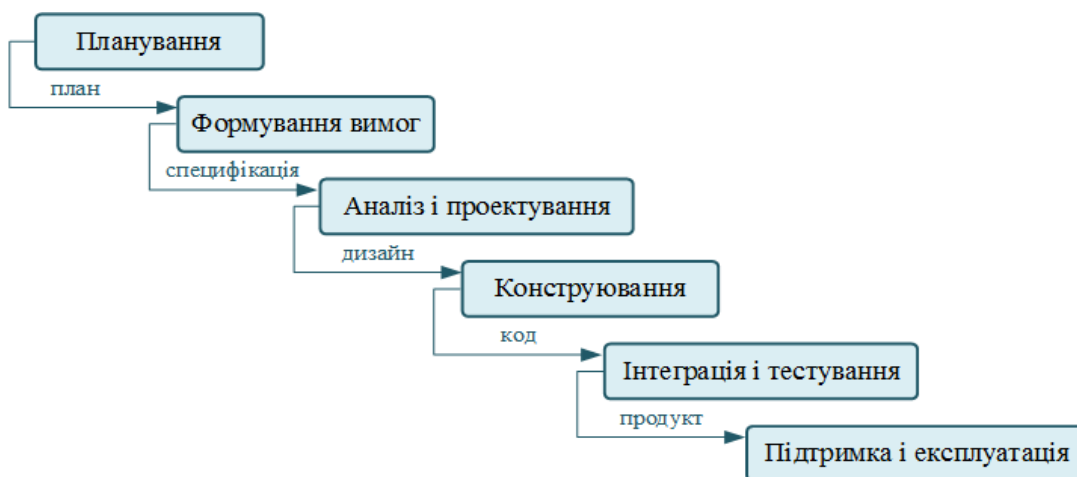 Планування
план
Формування вимог
специфікація
Аналіз і проектування
дизайн
Конструювання
код
Інтеграція і тестування
продукт
Підтримка і експлуатація